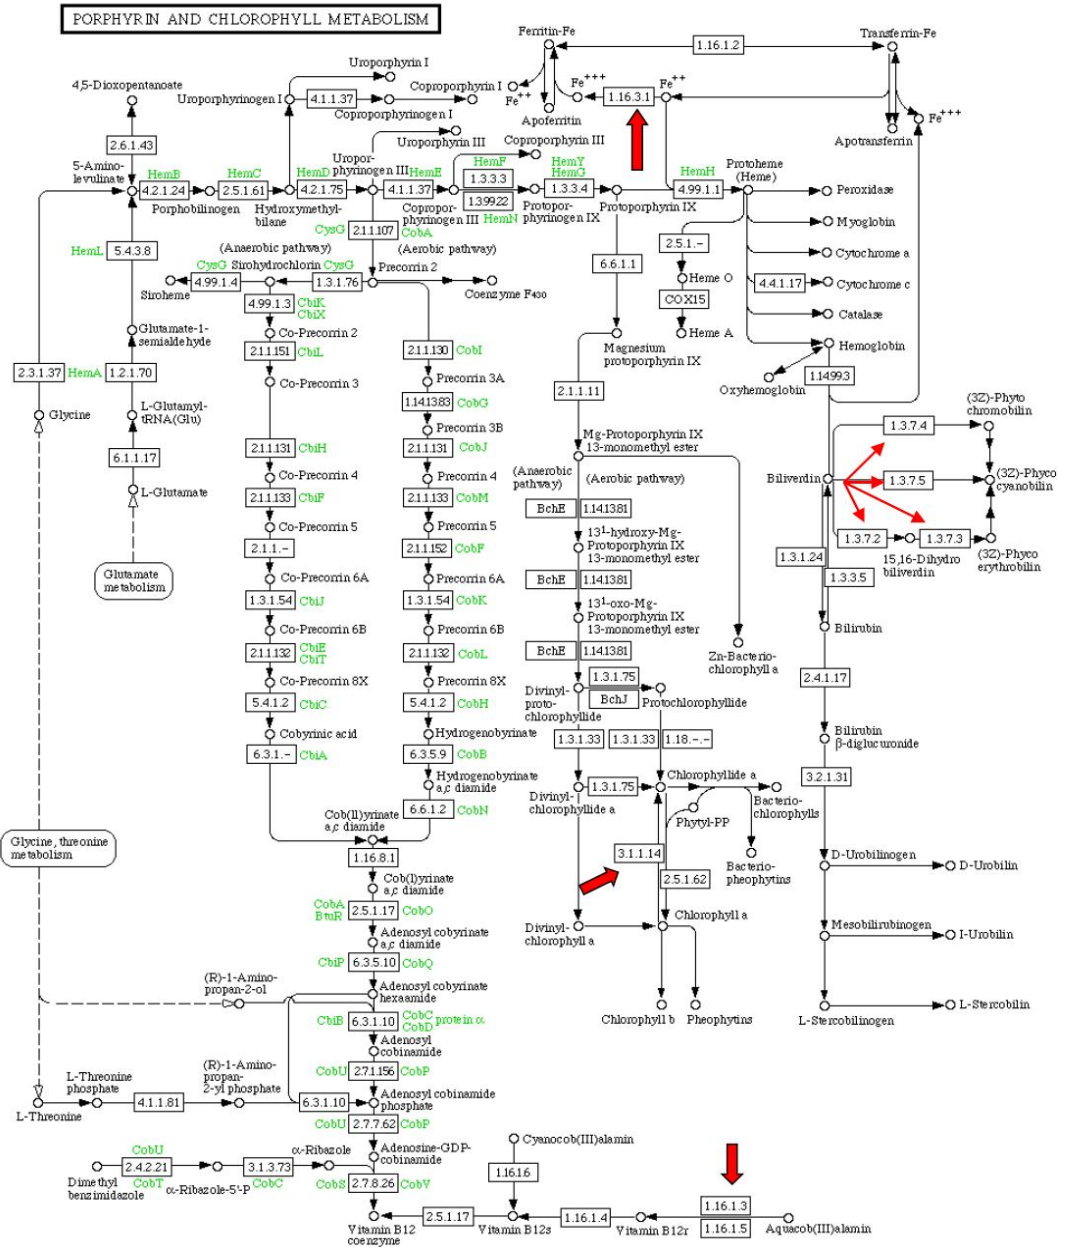 PORPHYRIN AND CHLOROPHYLL METABOLISM
Ferritin-Fe
1.16.1.2
Transferrin-Fe
Uroporphyrin I
4,5-Dioxopentanoate
Uroporphyrinogen I
4.1.1.37
Coproporphyrin I
Coproporphyrinogen I
Fe++
Fe+++
1.16.3.1
Fe++
Fe+++
Apoferritin
Apotransferrin
2.6.1.43
Uroporphyrin III
Coproporphyrin III
5-Amino-
levulinate
HemB
4.2.1.24
Porphobilinogen
HemC
2.5.1.61
Hydroxymethyl-
bilane
HemD
4.2.1.75
Uropor-
phyrinogen III
HemE
4.1.1.37
Copropor-
phyrinogen III
HemF
1.3.3.3
1.3.99.22
HemN
Protopor-
phyrinogen IX
HemY
HemG
1.3.3.4
Protoporphyrin IX
HemH
4.99.1.1
Protoheme
(Heme)
Peroxidase
Myoglobin
Cytochrome a
4.4.1.17
Cytochrome c
Catalase
Hemoglobin
Oxyhemoglobin
1.14.99.3
2.5.1.-
Heme O
COX15
Heme A
6.6.1.1
CysG
2.1.1.107
CobA
(Anaerobic pathway)
(Aerobic pathway)
HemL
5.4.3.8
CysG
Sirohydrochlorin
CysG
4.99.1.4
1.3.1.76
Precorrin 2
Siroheme
Coenzyme F430
4.99.1.3
CbiK
CbiX
Co-Precorrin 2
2.1.1.151
CbiL
Co-Precorrin 3
2.1.1.131
CbiH
Co-Precorrin 4
2.1.1.133
CbiF
Co-Precorrin 5
2.1.1.-
Co-Precorrin 6A
1.3.1.54
CbiJ
Co-Precorrin 6B
2.1.1.132
CbiE
CbiT
Co-Precorrin 8X
5.4.1.2
CbiC
Cobyrinic acid
6.3.1.-
CbiA
2.1.1.130
CobI
Precorrin 3A
1.14.13.83
CobG
Precorrin 3B
2.1.1.131
CobJ
Precorrin 4
2.1.1.133
CobM
Precorrin 5
2.1.1.152
CobF
Precorrin 6A
1.3.1.54
CobK
Precorrin 6B
2.1.1.132
CobL
Precorrin 8X
5.4.1.2
CobH
Hydrogenobyrinate
6.3.5.9
CobB
Hydrogenobyrinate
a,c diamide
6.6.1.2
CobN
Glutamate-1-
semialdehyde
2.3.1.37
HemA
1.2.1.70
Glycine
L-Glutamyl-
tRNA(Glu)
6.1.1.17
L-Glutamate
Glutamate
metabolism
Glycine, threonine
metabolism
Magnesium
protoporphyrin IX
2.1.1.11
Mg-Protoporphyrin IX
13-monomethyl ester
(Anaerobic
pathway)
(Aerobic pathway)
BchE
1.14.13.81
13¹-hydroxy-Mg-
Protoporphyrin IX
13-monomethyl ester
BchE
1.14.13.81
13¹-oxo-Mg-
Protoporphyrin IX
13-monomethyl ester
BchE
1.14.13.81
Zn-Bacterio-
chlorophyll a
Divinyl-
proto-
chlorophyllide
1.3.1.75
BchJ
Protochlorophyllide
1.3.1.33
1.3.1.33
1.18.-.-
Divinyl-
chlorophyllide a
1.3.1.75
Chlorophyllide a
Bacterio-
chlorophylls
Phytyl-PP
3.1.1.14
2.5.1.62
Bacterio-
pheophytins
Divinyl-
chlorophyll a
Chlorophyll a
Chlorophyll b
Pheophytins
Biliverdin
1.3.7.4
(3Z)-Phyto
chromobilin
1.3.7.5
(3Z)-Phyco
cyanobilin
1.3.7.2
1.3.7.3
15,16-Dihydro
biliverdin
(3Z)-Phyco
erythrobilin
1.3.1.24
1.3.3.5
Bilirubin
2.4.1.17
Bilirubin
β-diglucuronide
3.2.1.31
D-Urobilinogen
D-Urobilin
Mesobilirubinogen
I-Urobilin
L-Stercobilinogen
L-Stercobilin
Cob(II)yrinate
a,c diamide
1.16.8.1
Cob(I)yrinate
a,c diamide
CobA
BtuR
2.5.1.17
CobO
Adenosyl cobyrinate
a,c diamide
CbiP
6.3.5.10
CobQ
Adenosyl cobyrinate
hexaamide
(R)-1-Amino-
propan-2-ol
CbiB
6.3.1.10
CobC
CobD
protein α
Adenosyl
cobinamide
CobU
2.7.1.156
CobP
L-Threonine
L-Threonine
phosphate
4.1.1.81
(R)-1-Amino-
propan-
2-yl phosphate
6.3.1.10
Adenosyl cobinamide
phosphate
CobU
2.7.7.62
CobP
Adenosine-GDP-
cobinamide
Dimethyl
benzimidazole
CobU
2.4.2.21
CobT
α-Ribazole-5'-P
3.1.3.73
CobC
α-Ribazole
CobS
2.7.8.26
CobV
Vitamin B12
coenzyme
2.5.1.17
Vitamin B12s
Cyanocob(III)alamin
1.16.1.6
1.16.1.4
Vitamin B12r
1.16.1.3
1.16.1.5
Aquacob(III)alamin